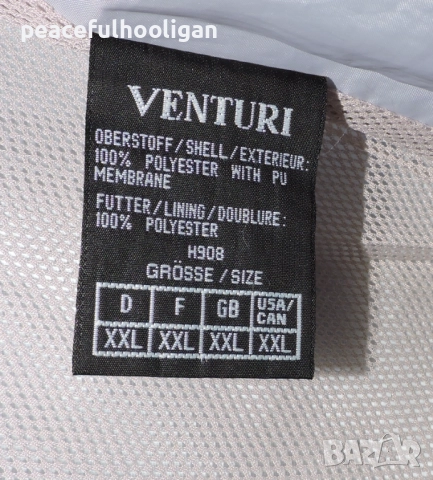 peacefulhooligan
VENTURI
OBERSTOFF/SHELL/EXTERIEUR:
100% POLYESTER WITH PU
MEMBRANE
FUTTER/LINING/DOUBLURE:
100% POLYESTER
H908
GRÖSSE/SIZE
D F GB USA/CAN
XXL XXL XXL XXL
BAZAR